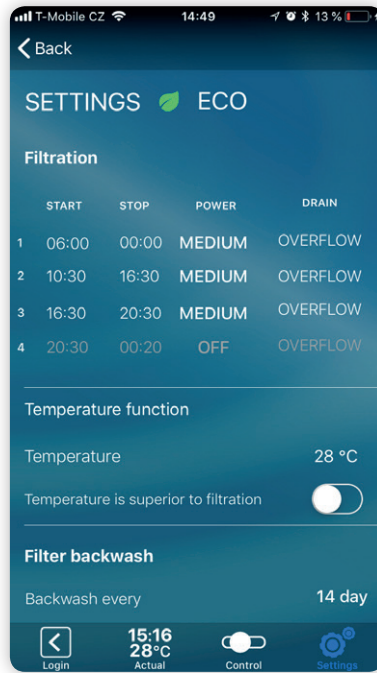 T-Mobile CZ 14:49 13 %
Back
SETTINGS ECO
Filtration
START STOP POWER DRAIN
1 06:00 00:00 MEDIUM OVERFLOW
2 10:30 16:30 MEDIUM OVERFLOW
3 16:30 20:30 MEDIUM OVERFLOW
4 20:30 00:20 OFF OVERFLOW
Temperature function
Temperature 28 °C
Temperature is superior to filtration
Filter backwash
Backwash every 14 day
15:16
28°C
Login Actual Control Settings